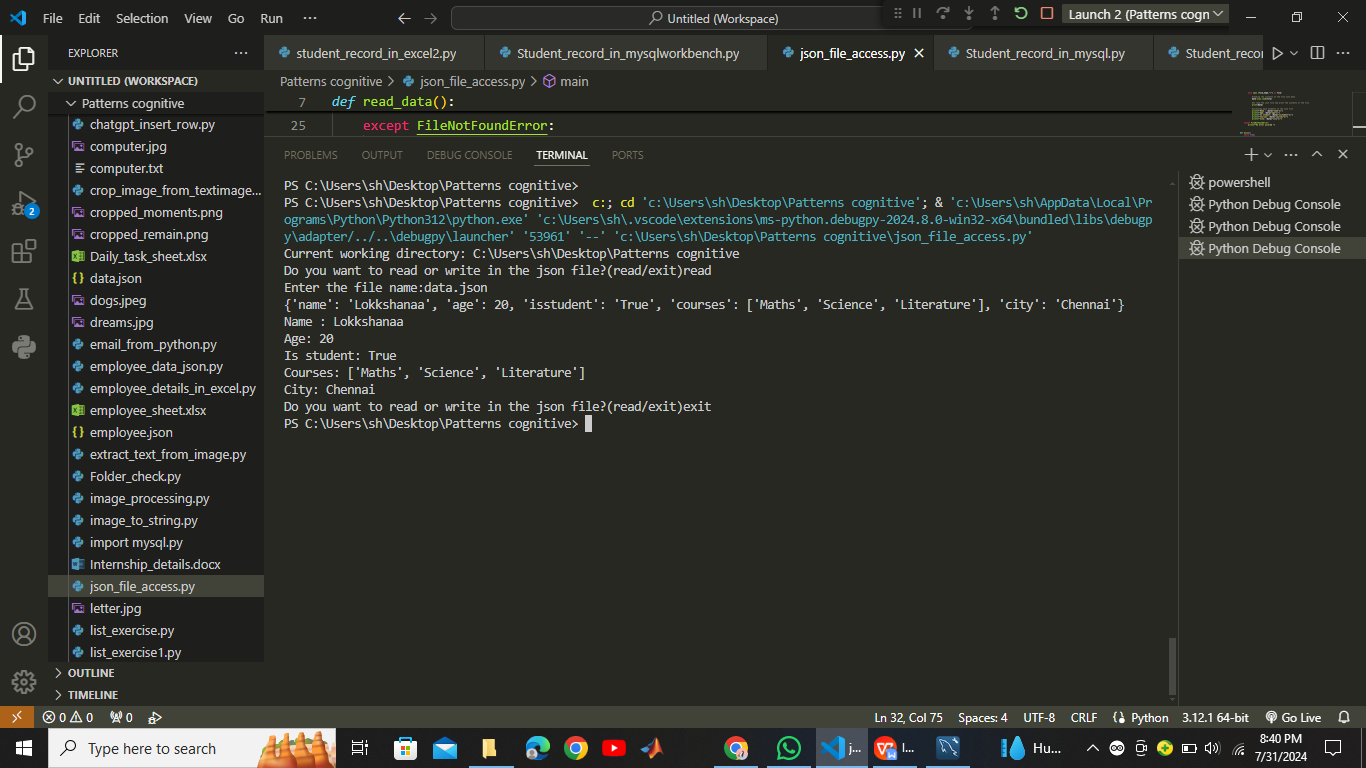 File Edit Selection View Go Run ··· Untitled (Workspace) Launch 2 (Patterns cogn
EXPLORER ···
student_record_in_excel2.py Student_record_in_mysqlworkbench.py json_file_access.py Student_record_in_mysql.py Student_reco
UNTITLED (WORKSPACE)
Patterns cognitive > json_file_access.py > main
Patterns cognitive
7 def read_data():
25 except FileNotFoundError:
chatgpt_insert_row.py
computer.jpg
computer.txt
crop_image_from_textimage...
cropped_moments.png
cropped_remain.png
Daily_task_sheet.xlsx
data.json
dogs.jpeg
dreams.jpg
email_from_python.py
employee_data_json.py
employee_details_in_excel.py
employee_sheet.xlsx
employee.json
extract_text_from_image.py
Folder_check.py
image_processing.py
image_to_string.py
import mysql.py
Internship_details.docx
json_file_access.py
letter.jpg
list_exercise.py
list_exercise1.py
OUTLINE
TIMELINE
2
PROBLEMS OUTPUT DEBUG CONSOLE TERMINAL PORTS
PS C:\Users\sh\Desktop\Patterns cognitive>
PS C:\Users\sh\Desktop\Patterns cognitive>  c:; cd 'c:\Users\sh\Desktop\Patterns cognitive'; & 'c:\Users\sh\AppData\Local\Pr
ograms\Python\Python312\python.exe' 'c:\Users\sh\.vscode\extensions\ms-python.debugpy-2024.8.0-win32-x64\bundled\libs\debug
py\adapter/../..\debugpy\launcher' '53961' '--' 'c:\Users\sh\Desktop\Patterns cognitive\json_file_access.py'
Current working directory: C:\Users\sh\Desktop\Patterns cognitive
Do you want to read or write in the json file?(read/exit)read
Enter the file name:data.json
{'name': 'Lokkshanaa', 'age': 20, 'isstudent': 'True', 'courses': ['Maths', 'Science', 'Literature'], 'city': 'Chennai'}
Name : Lokkshanaa
Age: 20
Is student: True
Courses: ['Maths', 'Science', 'Literature']
City: Chennai
Do you want to read or write in the json file?(read/exit)exit
PS C:\Users\sh\Desktop\Patterns cognitive>
powershell
Python Debug Console
Python Debug Console
Python Debug Console
0 0 0 Ln 32, Col 75 Spaces: 4 UTF-8 CRLF Python 3.12.1 64-bit Go Live
Type here to search j... I... Hu... 8:40 PM
7/31/2024